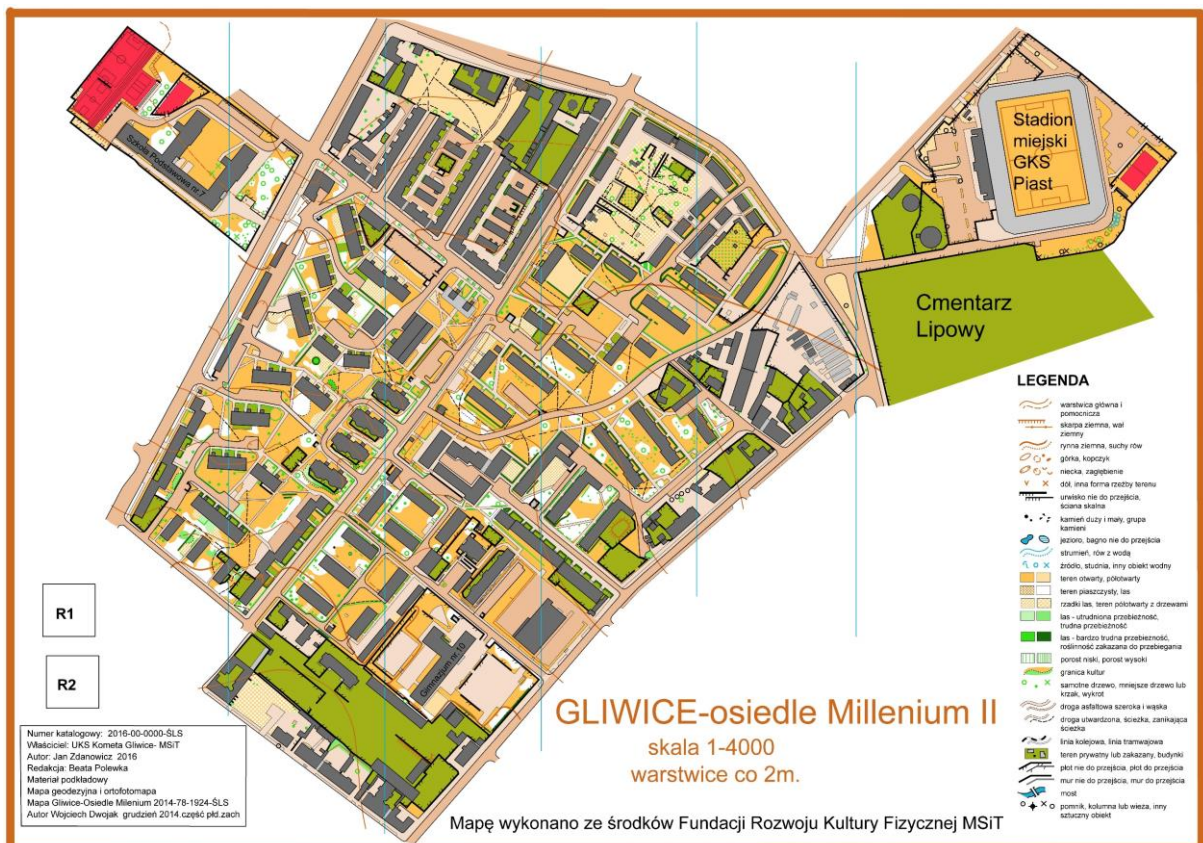 Szkoła Podstawowa nr.7
Stadion
miejski
GKS
Piast
Cmentarz
Lipowy
Gimnazjum nr.10
R1
R2
GLIWICE-osiedle Millenium II
skala 1-4000
warstwice co 2m.
Mapę wykonano ze środków Fundacji Rozwoju Kultury Fizycznej MSiT
Numer katalogowy: 2016-00-0000-ŚLS
Właściciel: UKS Kometa Gliwice- MSiT
Autor: Jan Zdanowicz 2016
Redakcja: Beata Polewka
Materiał podkładowy
Mapa geodezyjna i ortofotomapa
Mapa Gliwice-Osiedle Milenium 2014-78-1924-ŚLS
Autor Wojciech Dwojak grudzień 2014.część płd.zach
LEGENDA
warstwica główna i
pomocnicza
skarpa ziemna, wał
ziemny
rynna ziemna, suchy rów
górka, kopczyk
niecka, zagłębienie
dół, inna forma rzeźby terenu
urwisko nie do przejścia,
ściana skalna
kamień duży i mały, grupa
kamieni
jezioro, bagno nie do przejścia
strumień, rów z wodą
źródło, studnia, inny obiekt wodny
teren otwarty, półotwarty
teren piaszczysty, las
rzadki las, teren półotwarty z drzewami
las - utrudniona przebieżność,
trudna przebieżność
las - bardzo trudna przebieżność,
roślinność zakazana do przebiegania
porost niski, porost wysoki
granica kultur
samotne drzewo, mniejsze drzewo lub
krzak, wykrot
droga asfaltowa szeroka i wąska
droga utwardzona, ścieżka, zanikająca
ścieżka
linia kolejowa, linia tramwajowa
teren prywatny lub zakazany, budynki
płot nie do przejścia, płot do przejścia
mur nie do przejścia, mur do przejścia
most
pomnik, kolumna lub wieża, inny
sztuczny obiekt